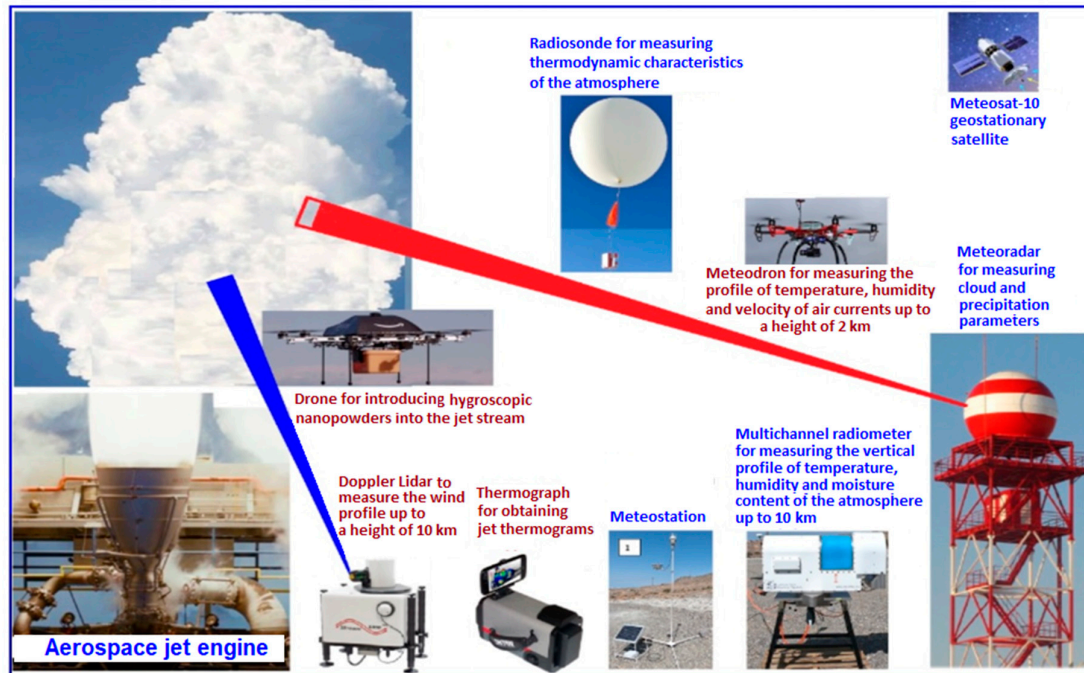 Radiosonde for measuring
thermodynamic characteristics
of the atmosphere
Meteosat-10
geostationary
satellite
Meteodron for measuring the
profile of temperature, humidity
and velocity of air currents up to
a height of 2 km
Meteoradar
for measuring
cloud and
precipitation
parameters
Drone for introducing hygroscopic
nanopowders into the jet stream
Doppler Lidar to
measure the wind
profile up to
a height of 10 km
Thermograph
for obtaining
jet thermograms
Meteostation
1
Multichannel radiometer
for measuring the vertical
profile of temperature,
humidity and moisture
content of the atmosphere
up to 10 km
Aerospace jet engine